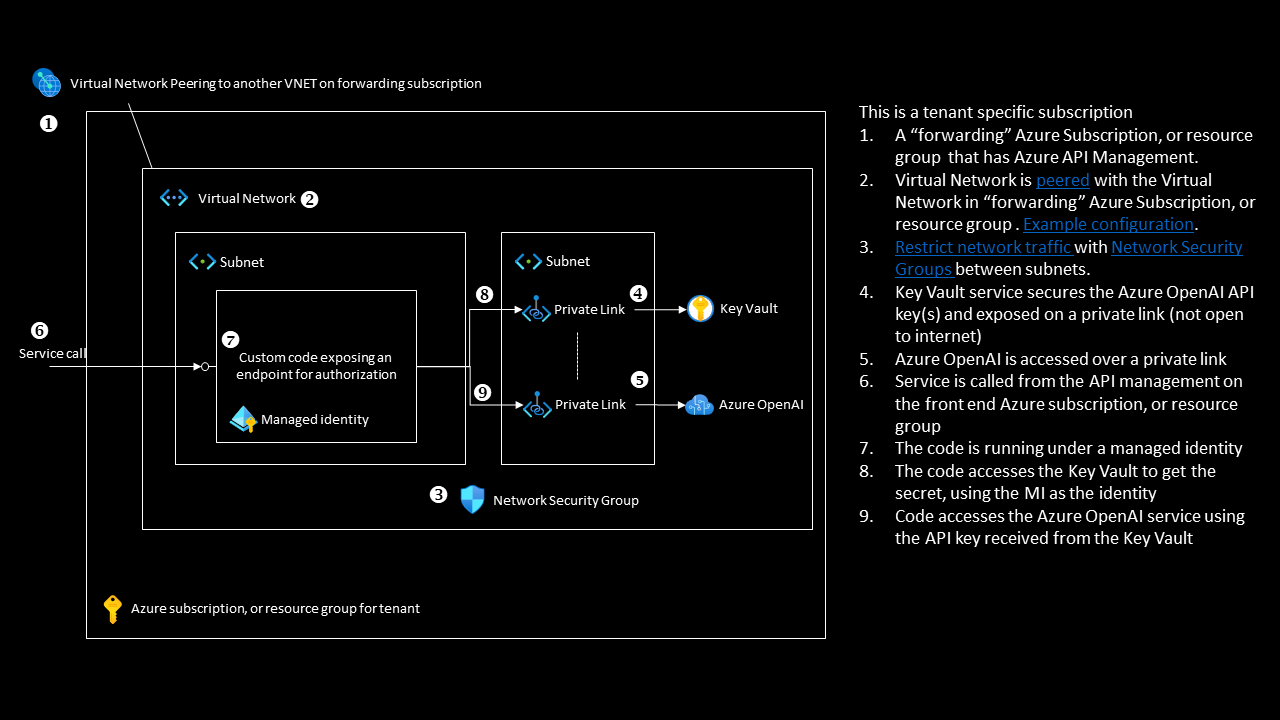 Virtual Network Peering to another VNET on forwarding subscription
❶
Virtual Network ❷
Subnet
Subnet
❽
Private Link
❹
Key Vault
❻
Service call
❼
Custom code exposing an
endpoint for authorization
Managed identity
❾
Private Link
❺
Azure OpenAI
❸
Network Security Group
Azure subscription, or resource group for tenant
This is a tenant specific subscription
1. A “forwarding” Azure Subscription, or resource
group that has Azure API Management.
2. Virtual Network is peered with the Virtual
Network in “forwarding” Azure Subscription, or
resource group . Example configuration.
3. Restrict network traffic with Network Security
Groups between subnets.
4. Key Vault service secures the Azure OpenAI API
key(s) and exposed on a private link (not open
to internet)
5. Azure OpenAI is accessed over a private link
6. Service is called from the API management on
the front end Azure subscription, or resource
group
7. The code is running under a managed identity
8. The code accesses the Key Vault to get the
secret, using the MI as the identity
9. Code accesses the Azure OpenAI service using
the API key received from the Key Vault